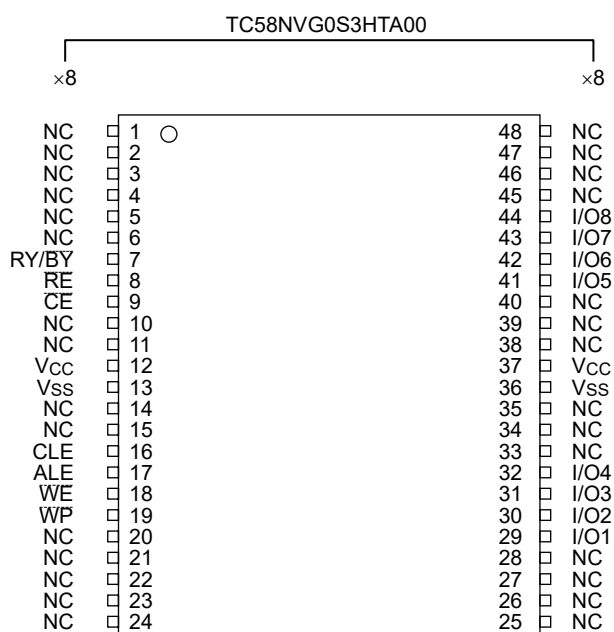 TC58NVG0S3HTA00
×8 ×8
NC 1 48 NC
NC 2 47 NC
NC 3 46 NC
NC 4 45 NC
NC 5 44 I/O8
NC 6 43 I/O7
RY/B̅Y̅ 7 42 I/O6
R̅E̅ 8 41 I/O5
C̅E̅ 9 40 NC
NC 10 39 NC
NC 11 38 NC
VCC 12 37 VCC
VSS 13 36 VSS
NC 14 35 NC
NC 15 34 NC
CLE 16 33 NC
ALE 17 32 I/O4
W̅E̅ 18 31 I/O3
W̅P̅ 19 30 I/O2
NC 20 29 I/O1
NC 21 28 NC
NC 22 27 NC
NC 23 26 NC
NC 24 25 NC